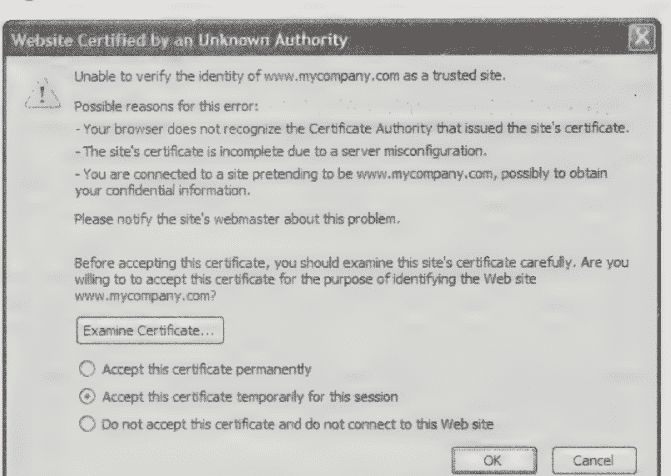 Website Certified by an Unknown Authority
Unable to verify the identity of www.mycompany.com as a trusted site.
Possible reasons for this error:
- Your browser does not recognize the Certificate Authority that issued the site's certificate.
- The site's certificate is incomplete due to a server misconfiguration.
- You are connected to a site pretending to be www.mycompany.com, possibly to obtain
your confidential information.
Please notify the site's webmaster about this problem.
Before accepting this certificate, you should examine this site's certificate carefully. Are you
willing to to accept this certificate for the purpose of identifying the Web site
www.mycompany.com?
Examine Certificate...
Accept this certificate permanently
Accept this certificate temporarily for this session
Do not accept this certificate and do not connect to this Web site
OK Cancel